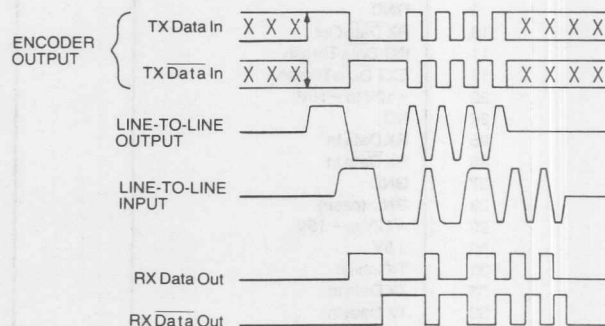 TX Data In X X X X X X X
ENCODER
OUTPUT
TX Data In X X X X X X X
LINE-TO-LINE
OUTPUT
LINE-TO-LINE
INPUT
RX Data Out
RX Data Out